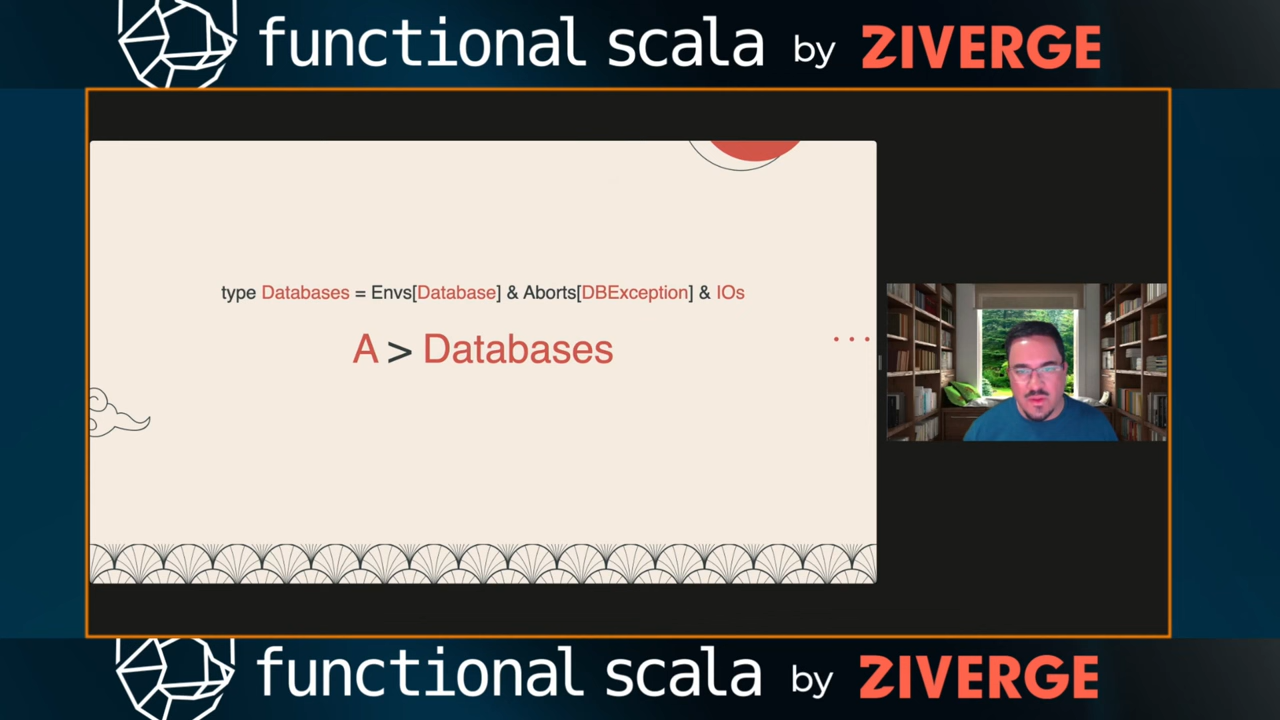 functional scala by ZIVERGE
type Databases = Envs[Database] & Aborts[DBException] & IOs
A > Databases
functional scala by ZIVERGE